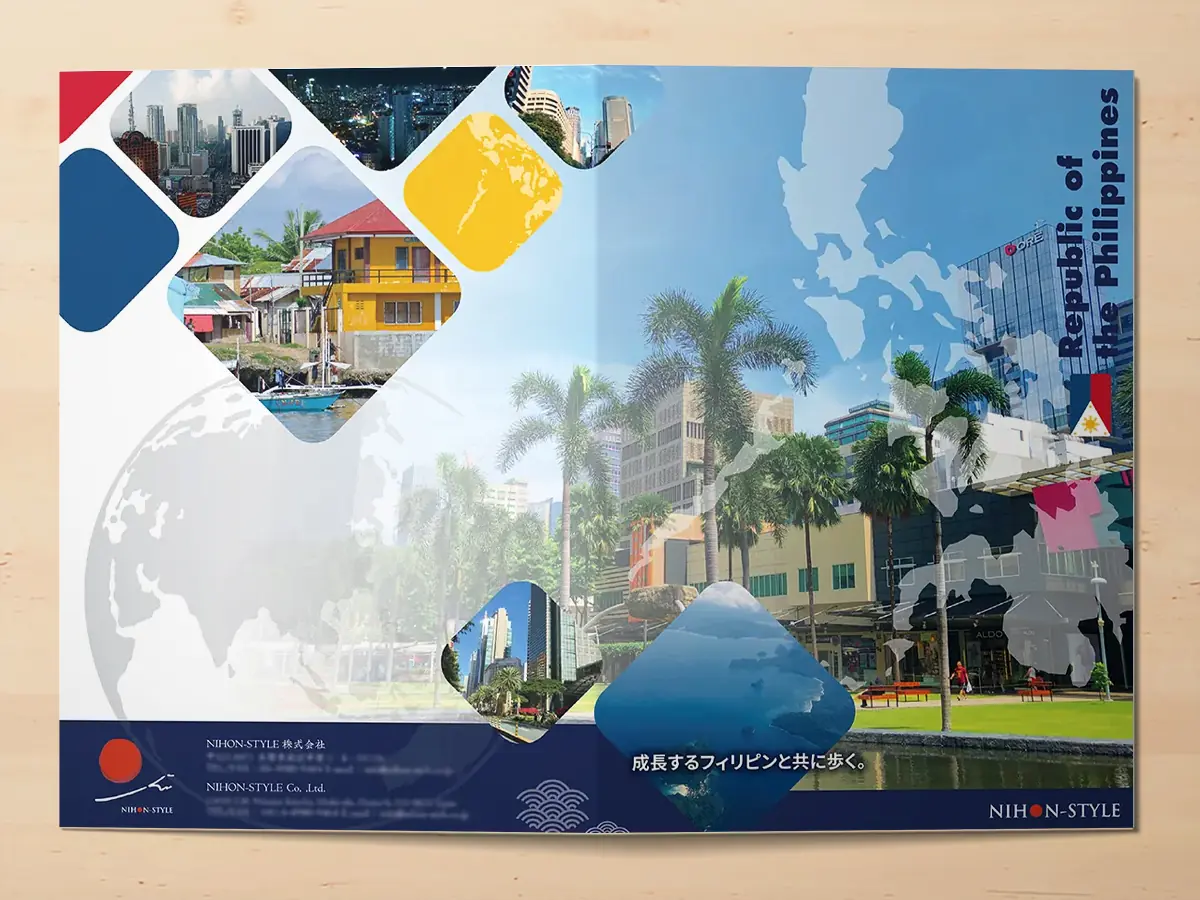 Republic of
the Philippines
CORE
ALDO
成長するフィリピンと共に歩く。
NIHON-STYLE
NIHON-STYLE
NIHON-STYLE 株式会社
NIHON-STYLE Co. .Ltd.